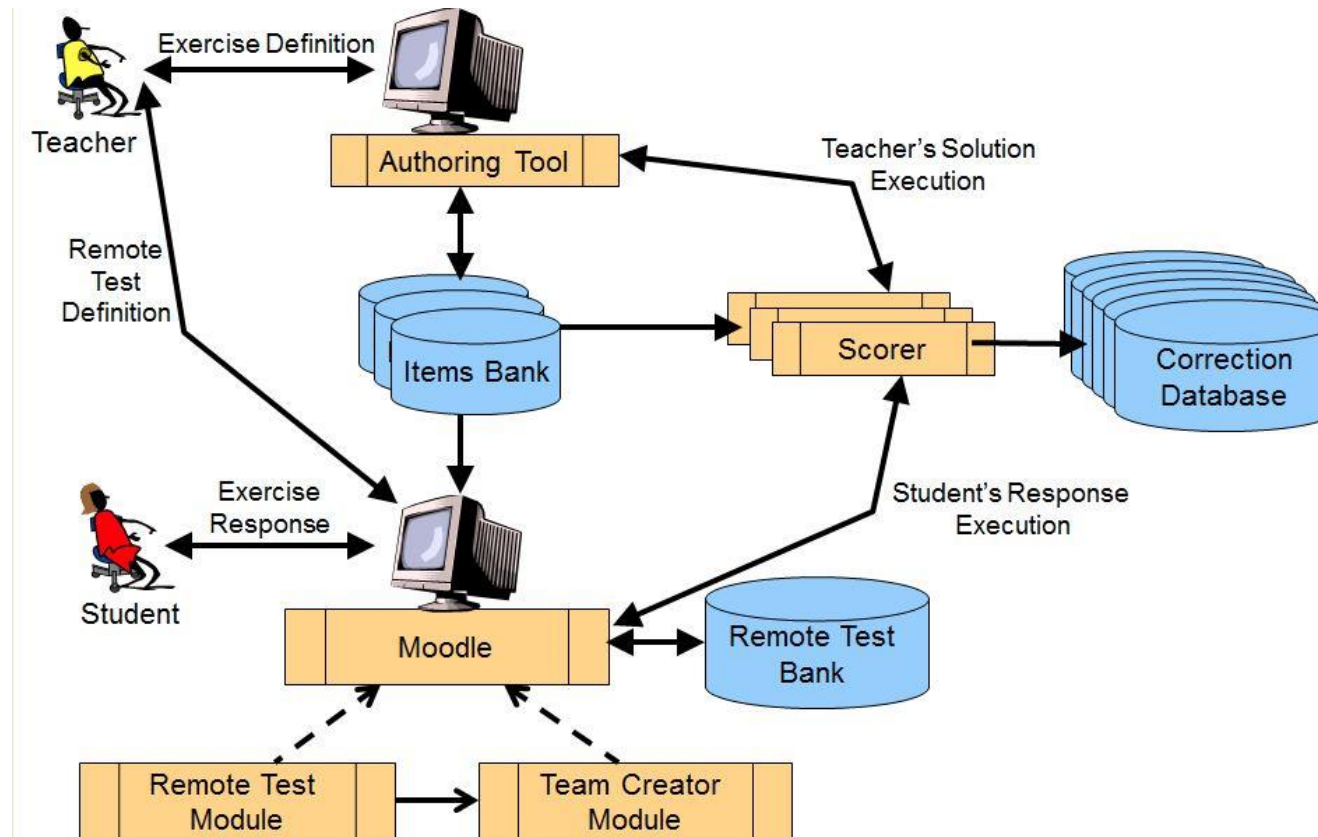 Exercise Definition
Teacher
Authoring Tool
Teacher's Solution
Execution
Remote
Test
Definition
Items Bank
Scorer
Correction
Database
Exercise
Response
Student's Response
Execution
Student
Moodle
Remote Test
Bank
Remote Test
Module
Team Creator
Module